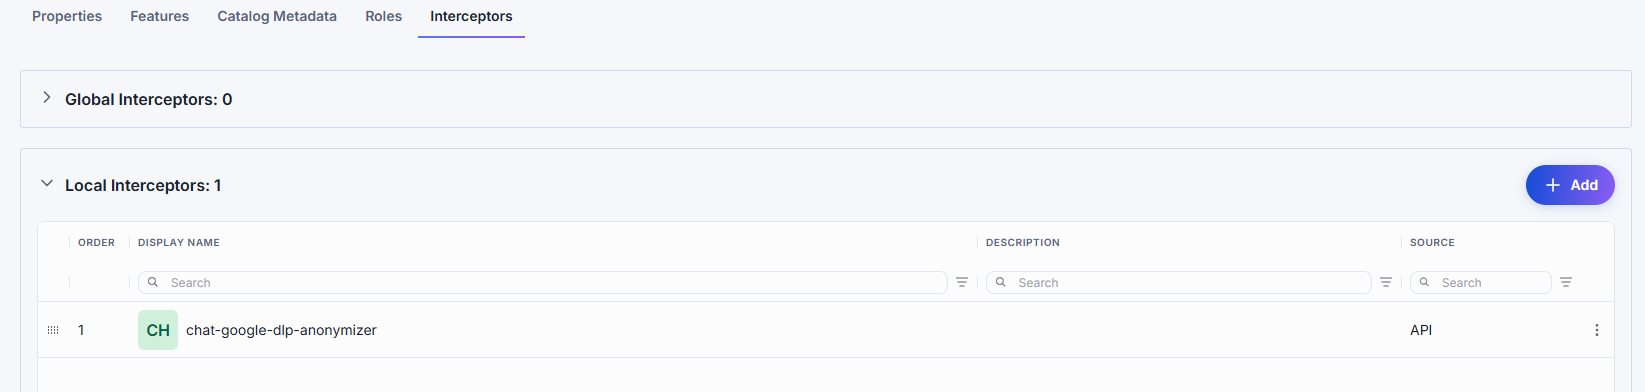 Properties Features Catalog Metadata Roles Interceptors
Global Interceptors: 0
Local Interceptors: 1
Add
ORDER DISPLAY NAME DESCRIPTION SOURCE
Search Search Search
1 CH chat-google-dlp-anonymizer API